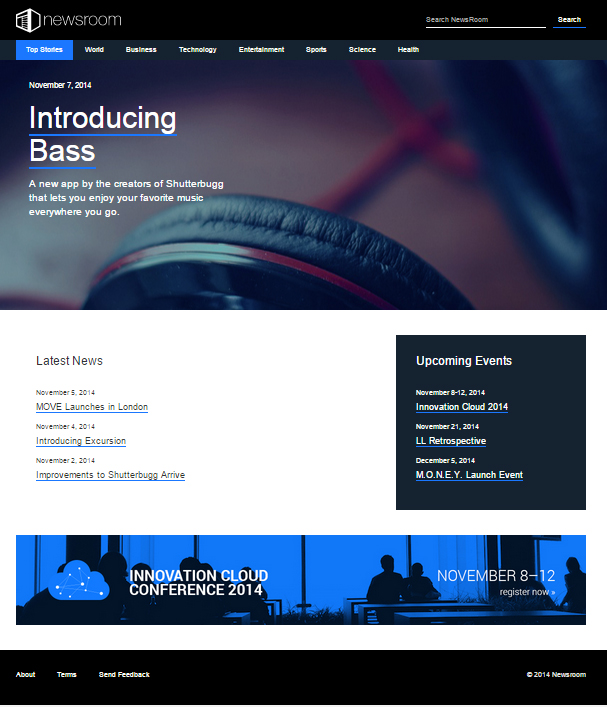 newsroom
Search NewsRoom
Search
Top Stories
World
Business
Technology
Entertainment
Sports
Science
Health
November 7, 2014
Introducing
Bass
A new app by the creators of Shutterbugg
that lets you enjoy your favorite music
everywhere you go.
Latest News
November 5, 2014
MOVE Launches in London
November 4, 2014
Introducing Excursion
November 2, 2014
Improvements to Shutterbugg Arrive
Upcoming Events
November 8-12, 2014
Innovation Cloud 2014
November 21, 2014
LL Retrospective
December 5, 2014
M.O.N.E.Y. Launch Event
INNOVATION CLOUD
CONFERENCE 2014
NOVEMBER 8–12
register now »
About
Terms
Send Feedback
© 2014 Newsroom